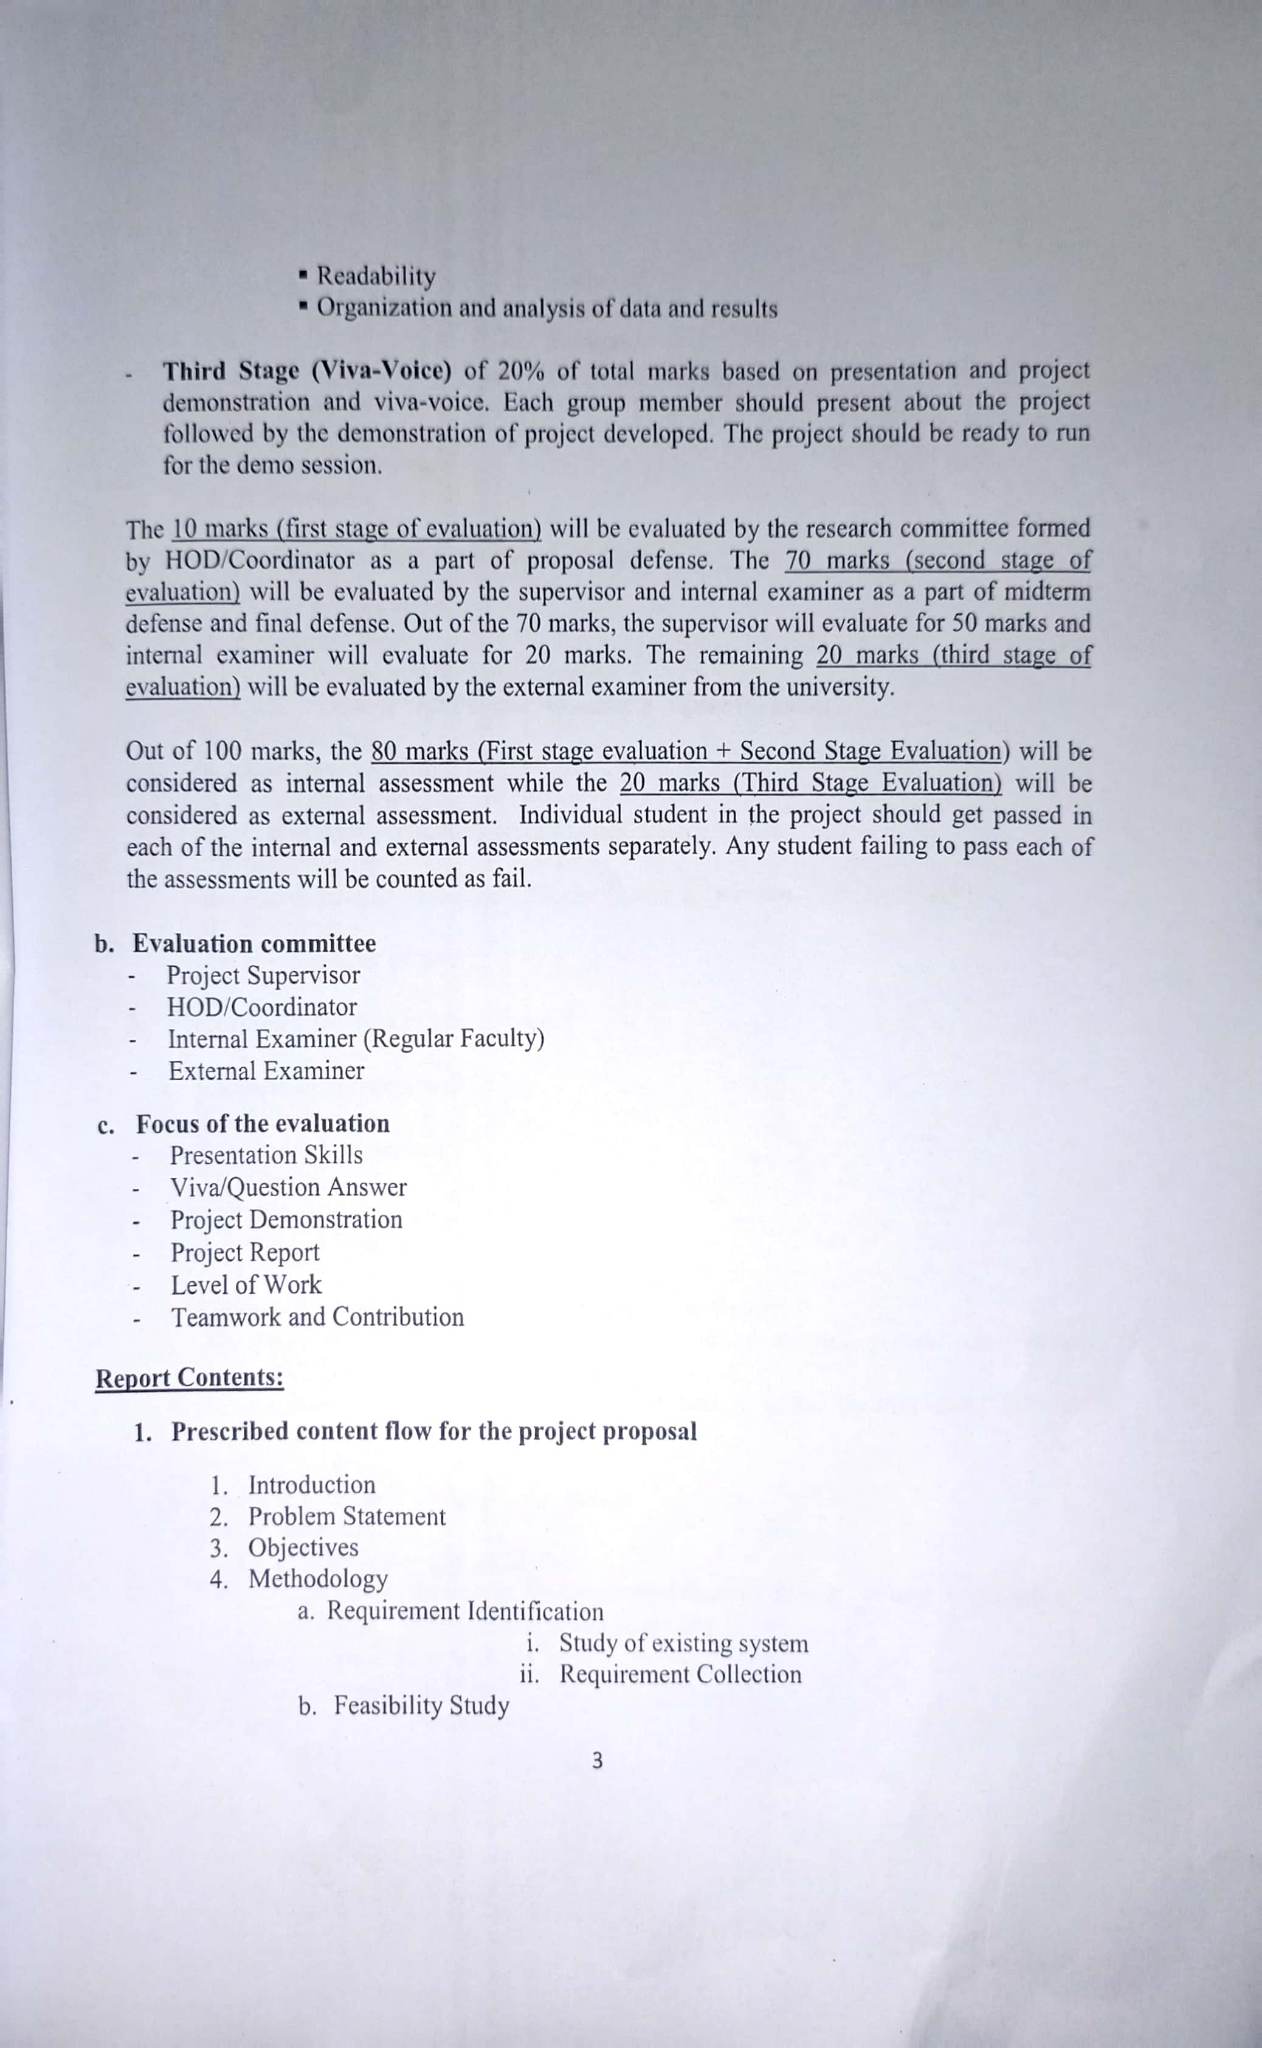 ▪ Readability
▪ Organization and analysis of data and results
- Third Stage (Viva-Voice) of 20% of total marks based on presentation and project
demonstration and viva-voice. Each group member should present about the project
followed by the demonstration of project developed. The project should be ready to run
for the demo session.
The 10 marks (first stage of evaluation) will be evaluated by the research committee formed
by HOD/Coordinator as a part of proposal defense. The 70 marks (second stage of
evaluation) will be evaluated by the supervisor and internal examiner as a part of midterm
defense and final defense. Out of the 70 marks, the supervisor will evaluate for 50 marks and
internal examiner will evaluate for 20 marks. The remaining 20 marks (third stage of
evaluation) will be evaluated by the external examiner from the university.
Out of 100 marks, the 80 marks (First stage evaluation + Second Stage Evaluation) will be
considered as internal assessment while the 20 marks (Third Stage Evaluation) will be
considered as external assessment. Individual student in the project should get passed in
each of the internal and external assessments separately. Any student failing to pass each of
the assessments will be counted as fail.
b. Evaluation committee
- Project Supervisor
- HOD/Coordinator
- Internal Examiner (Regular Faculty)
- External Examiner
c. Focus of the evaluation
- Presentation Skills
- Viva/Question Answer
- Project Demonstration
- Project Report
- Level of Work
- Teamwork and Contribution
Report Contents:
1. Prescribed content flow for the project proposal
1. Introduction
2. Problem Statement
3. Objectives
4. Methodology
a. Requirement Identification
i. Study of existing system
ii. Requirement Collection
b. Feasibility Study
3